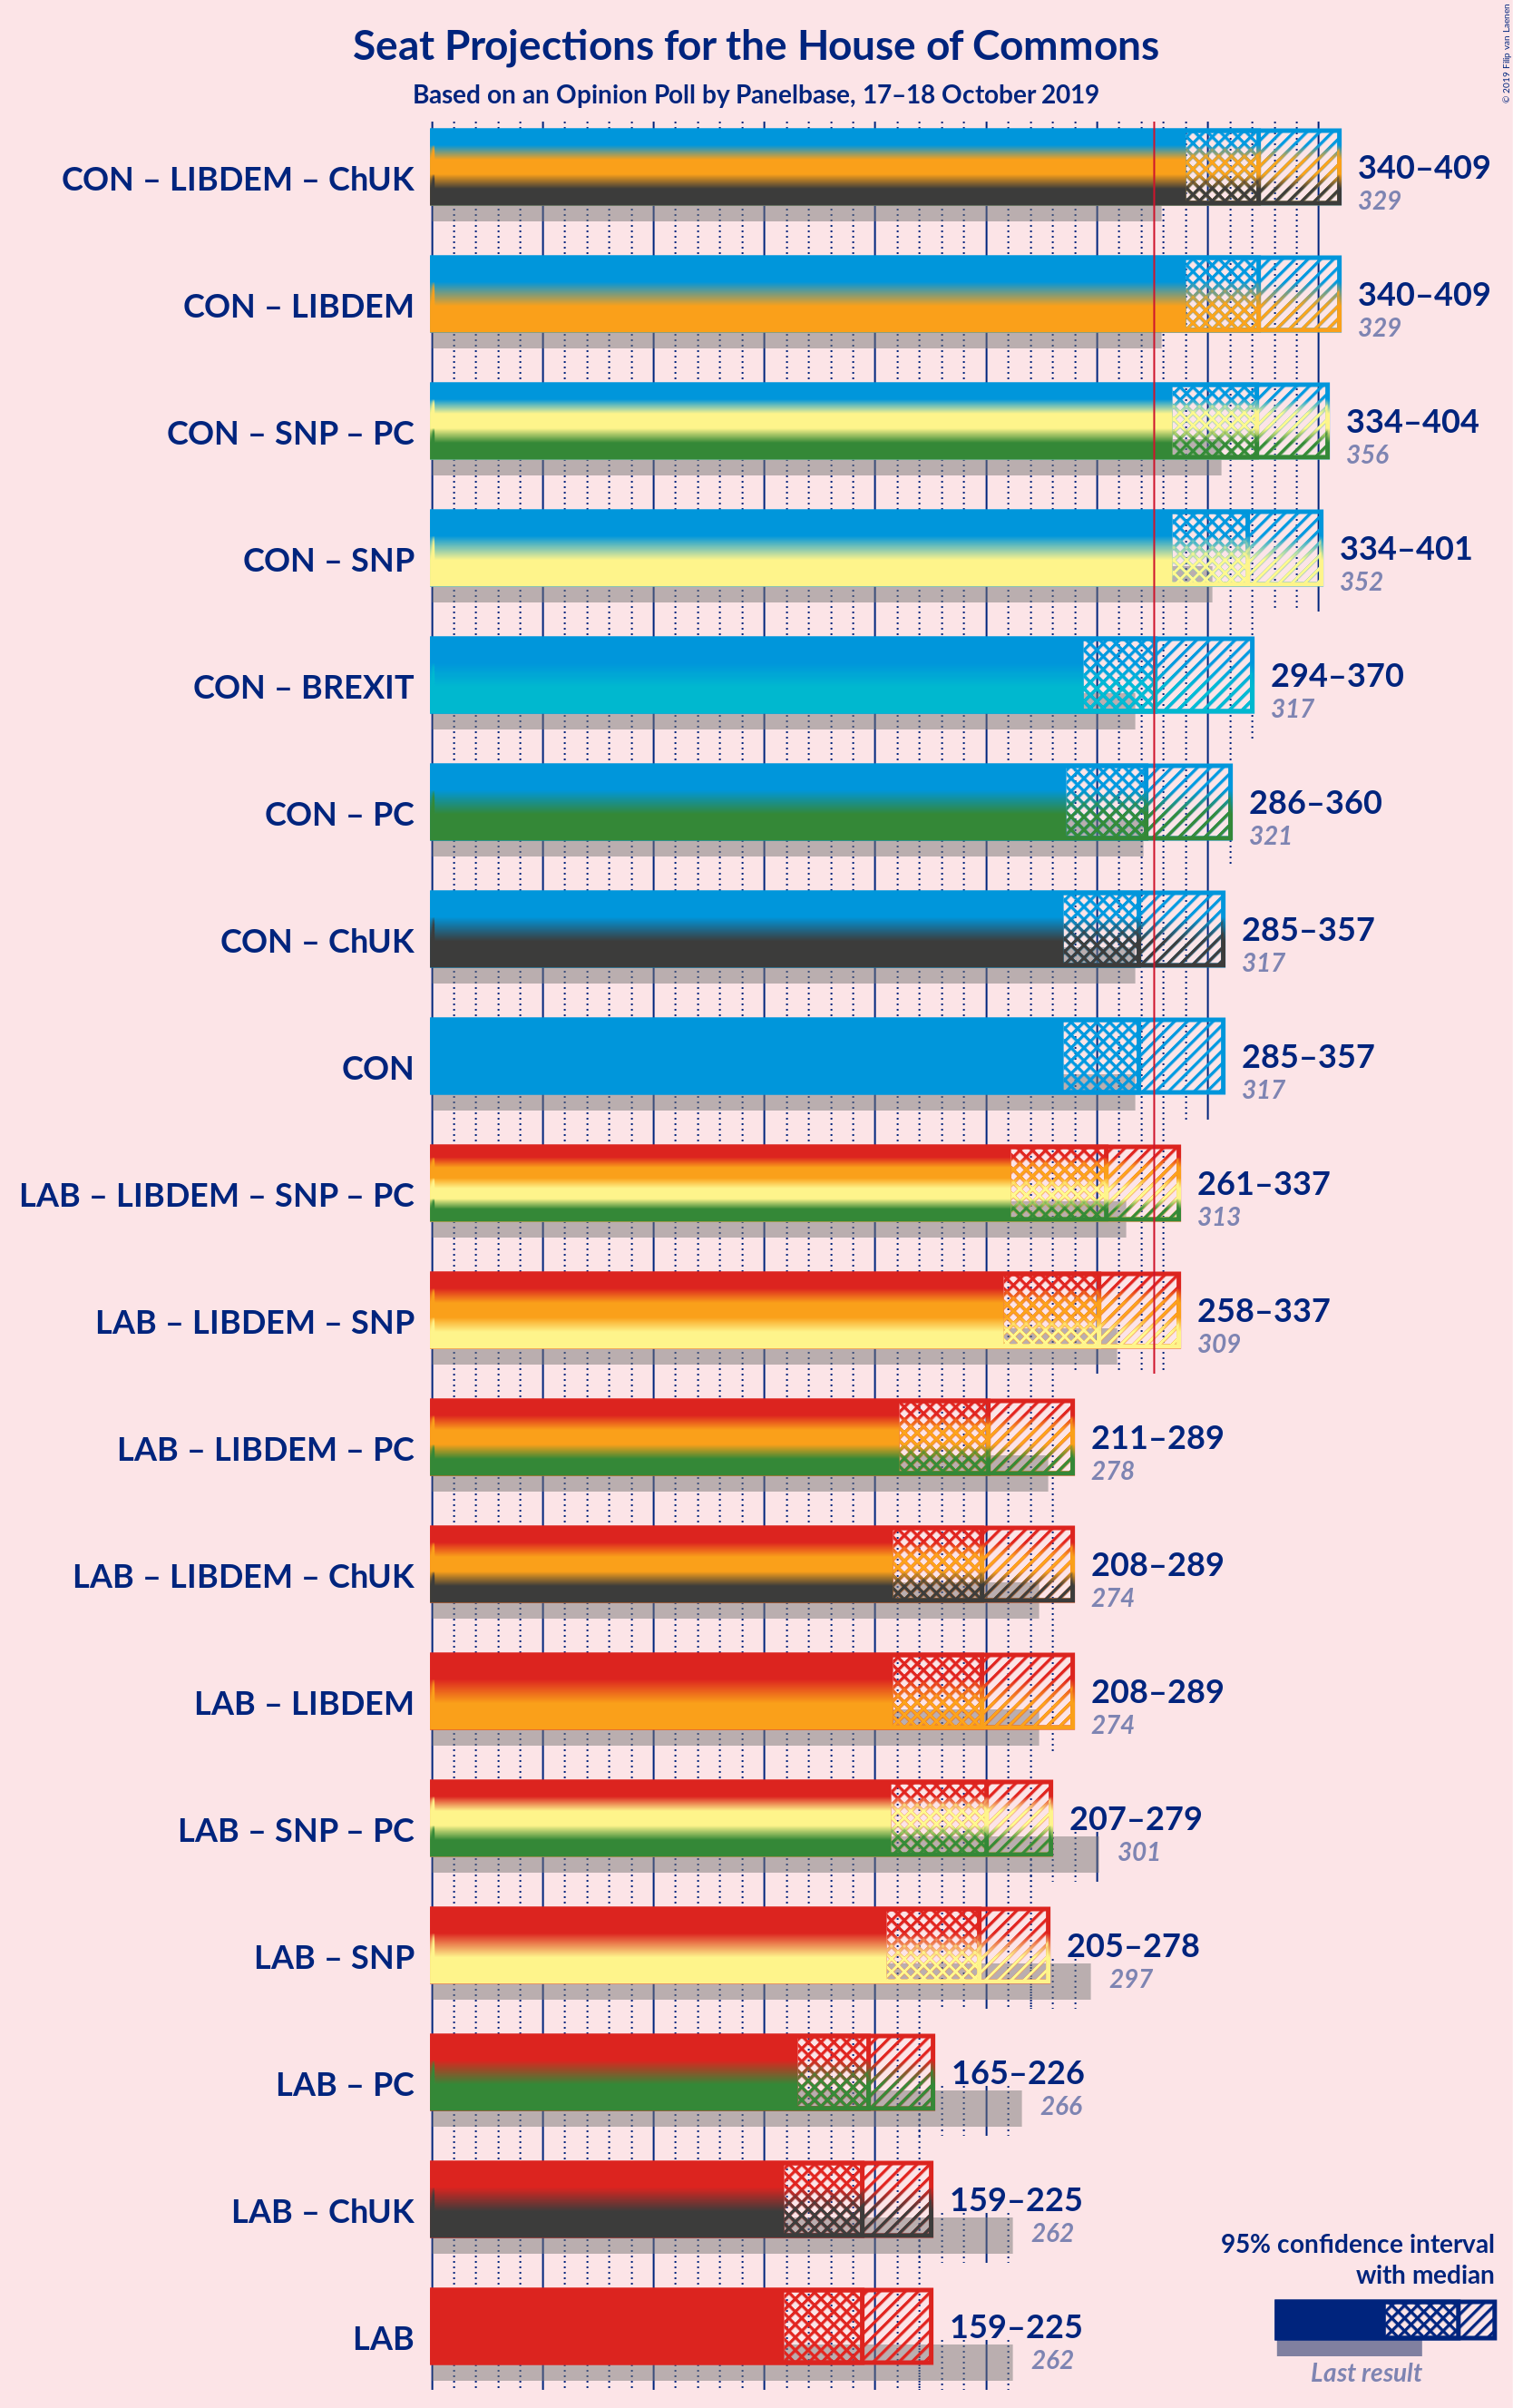 Seat Projections for the House of Commons
Based on an Opinion Poll by Panelbase, 17–18 October 2019
© 2019 Filip van Laenen
CON – LIBDEM – ChUK
340–409
329
CON – LIBDEM
340–409
329
CON – SNP – PC
334–404
356
CON – SNP
334–401
352
CON – BREXIT
294–370
317
CON – PC
286–360
321
CON – ChUK
285–357
317
CON
285–357
317
LAB – LIBDEM – SNP – PC
261–337
313
LAB – LIBDEM – SNP
258–337
309
LAB – LIBDEM – PC
211–289
278
LAB – LIBDEM – ChUK
208–289
274
LAB – LIBDEM
208–289
274
LAB – SNP – PC
207–279
301
LAB – SNP
205–278
297
LAB – PC
165–226
266
LAB – ChUK
159–225
262
LAB
159–225
262
95% confidence interval
with median
Last result